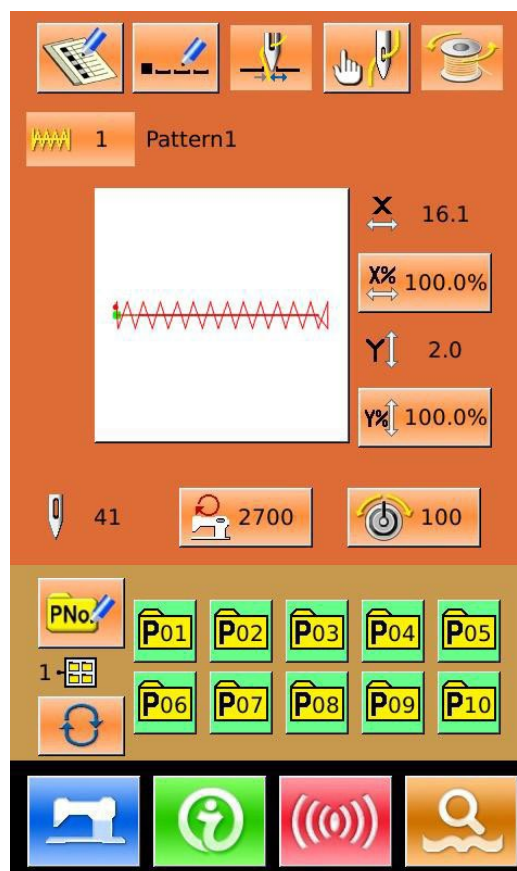 1 Pattern1
X 16.1
X% 100.0%
Y 2.0
Y% 100.0%
41 2700 100
PNo.
P01 P02 P03 P04 P05
1
P06 P07 P08 P09 P10